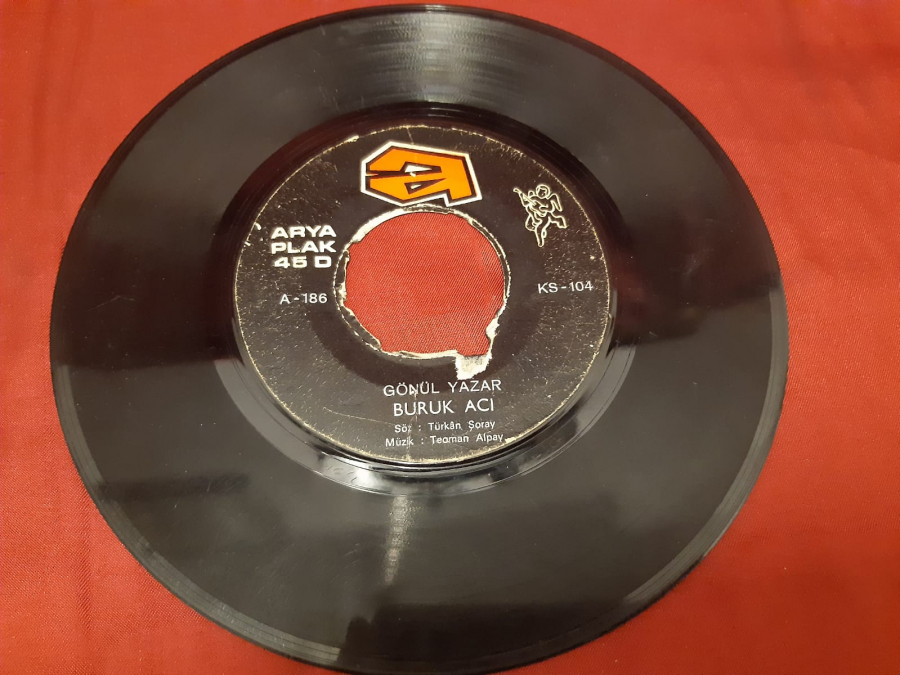 ARYA
PLAK
45 D
A-186
KS-104
GÖNÜL YAZAR
BURUK ACI
Söz : Türkân Şoray
Müzik : Teoman Alpay